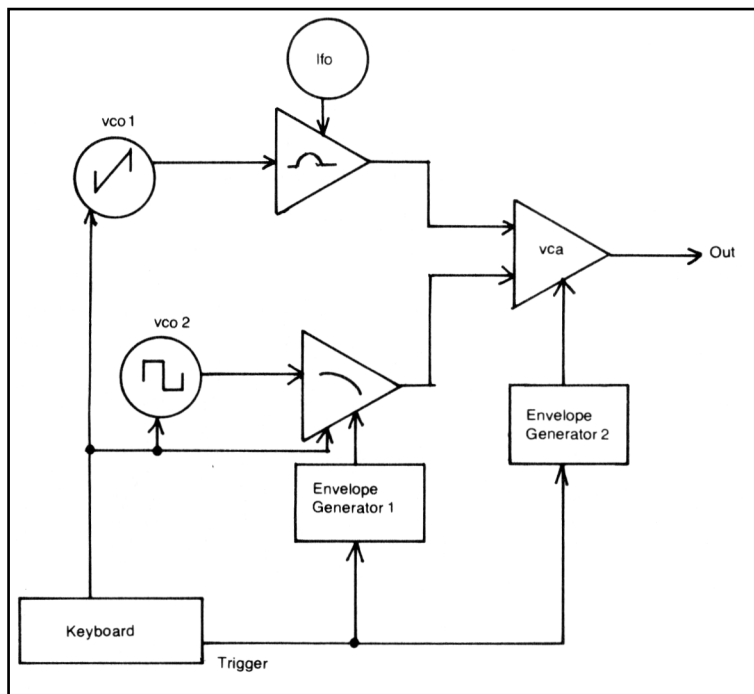 lfo
vco 1
vca
Out
vco 2
Envelope
Generator 2
Envelope
Generator 1
Keyboard
Trigger